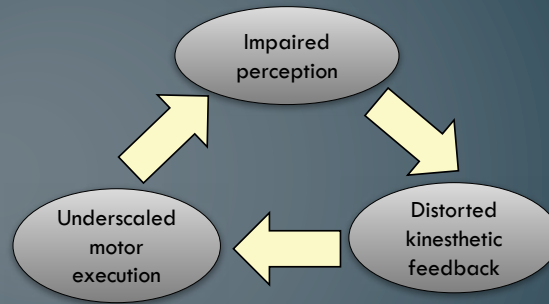 Impaired
perception
Distorted
kinesthetic
feedback
Underscaled
motor
execution